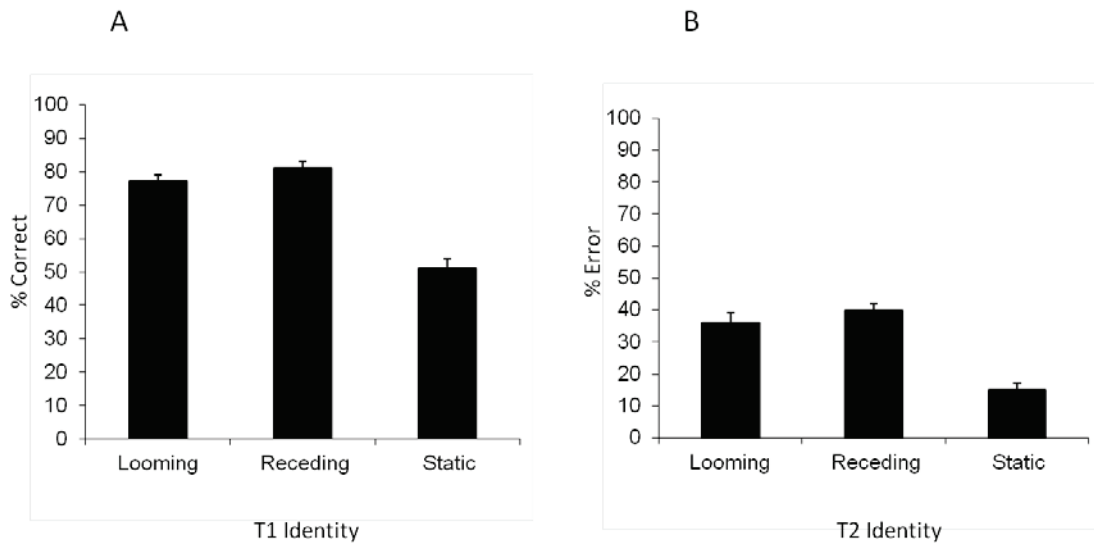 A
% Correct
100
90
80
70
60
50
40
30
20
10
0
Looming Receding Static
T1 Identity
B
% Error
100
90
80
70
60
50
40
30
20
10
0
Looming Receding Static
T2 Identity